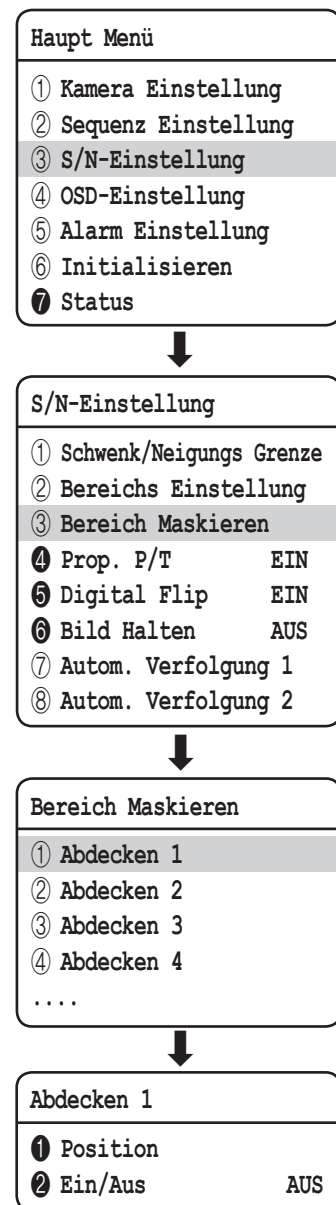 Haupt Menü
① Kamera Einstellung
② Sequenz Einstellung
③ S/N-Einstellung
④ OSD-Einstellung
⑤ Alarm Einstellung
⑥ Initialisieren
❼ Status
S/N-Einstellung
① Schwenk/Neigungs Grenze
② Bereichs Einstellung
③ Bereich Maskieren
❹ Prop. P/T EIN
❺ Digital Flip EIN
❻ Bild Halten AUS
⑦ Autom. Verfolgung 1
⑧ Autom. Verfolgung 2
Bereich Maskieren
① Abdecken 1
② Abdecken 2
③ Abdecken 3
④ Abdecken 4
....
Abdecken 1
❶ Position
❷ Ein/Aus AUS